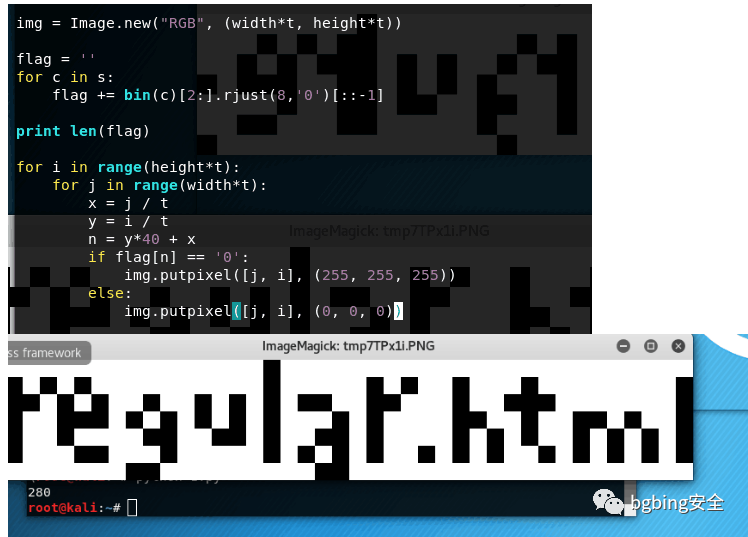 img = Image.new("RGB", (width*t, height*t))
flag = ''
for c in s:
    flag += bin(c)[2:].rjust(8,'0')[::-1]
print len(flag)
for i in range(height*t):
    for j in range(width*t):
        x = j / t
        y = i / t
        n = y*40 + x
        if flag[n] == '0':
            img.putpixel([j, i], (255, 255, 255))
        else:
            img.putpixel([j, i], (0, 0, 0))
ImageMagick: tmp7TPx1i.PNG
ss framework
ImageMagick: tmp7TPx1i.PNG
regular.html
280
root@kali:~#
bgbing安全